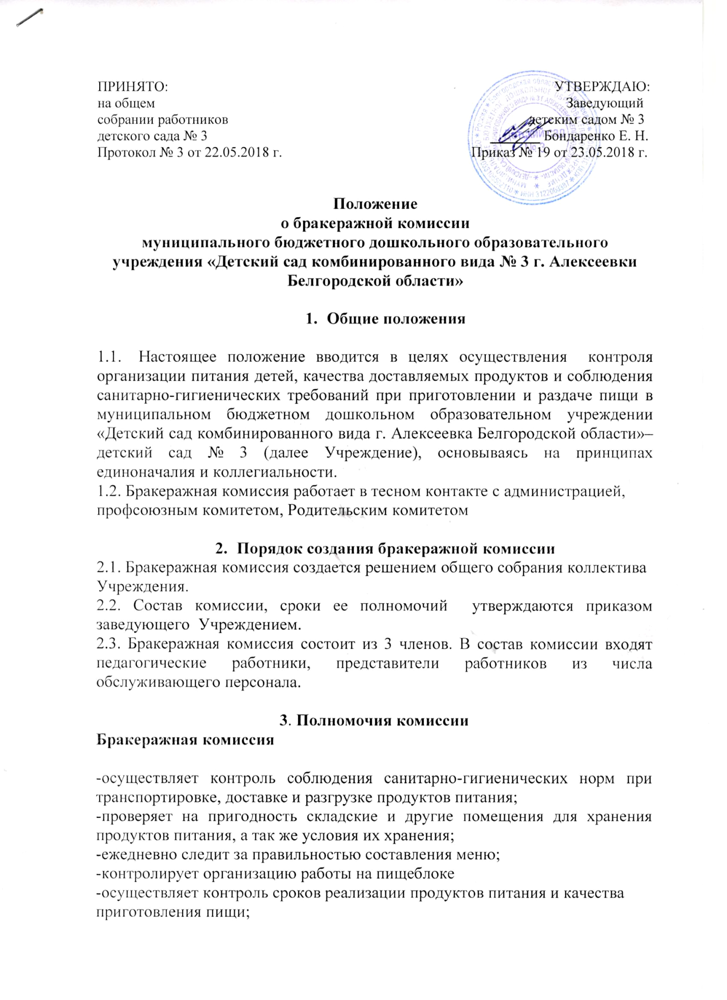 ПРИНЯТО:
на общем
собрании работников
детского сада № 3
Протокол № 3 от 22.05.2018 г.
УТВЕРЖДАЮ:
Заведующий
детским садом № 3
Бондаренко Е. Н.
Приказ № 19 от 23.05.2018 г.
Детский сад
№ 3
Положение
о бракеражной комиссии
муниципального бюджетного дошкольного образовательного
учреждения «Детский сад комбинированного вида № 3 г. Алексеевки
Белгородской области»
1. Общие положения
1.1. Настоящее положение вводится в целях осуществления контроля
организации питания детей, качества доставляемых продуктов и соблюдения
санитарно-гигиенических требований при приготовлении и раздаче пищи в
муниципальном бюджетном дошкольном образовательном учреждении
«Детский сад комбинированного вида г. Алексеевка Белгородской области»–
детский сад № 3 (далее Учреждение), основываясь на принципах
единоначалия и коллегиальности.
1.2. Бракеражная комиссия работает в тесном контакте с администрацией,
профсоюзным комитетом, Родительским комитетом
2. Порядок создания бракеражной комиссии
2.1. Бракеражная комиссия создается решением общего собрания коллектива
Учреждения.
2.2. Состав комиссии, сроки ее полномочий утверждаются приказом
заведующего Учреждением.
2.3. Бракеражная комиссия состоит из 3 членов. В состав комиссии входят
педагогические работники, представители работников из числа
обслуживающего персонала.
3. Полномочия комиссии
Бракеражная комиссия
-осуществляет контроль соблюдения санитарно-гигиенических норм при
транспортировке, доставке и разгрузке продуктов питания;
-проверяет на пригодность складские и другие помещения для хранения
продуктов питания, а так же условия их хранения;
-ежедневно следит за правильностью составления меню;
-контролирует организацию работы на пищеблоке
-осуществляет контроль сроков реализации продуктов питания и качества
приготовления пищи;